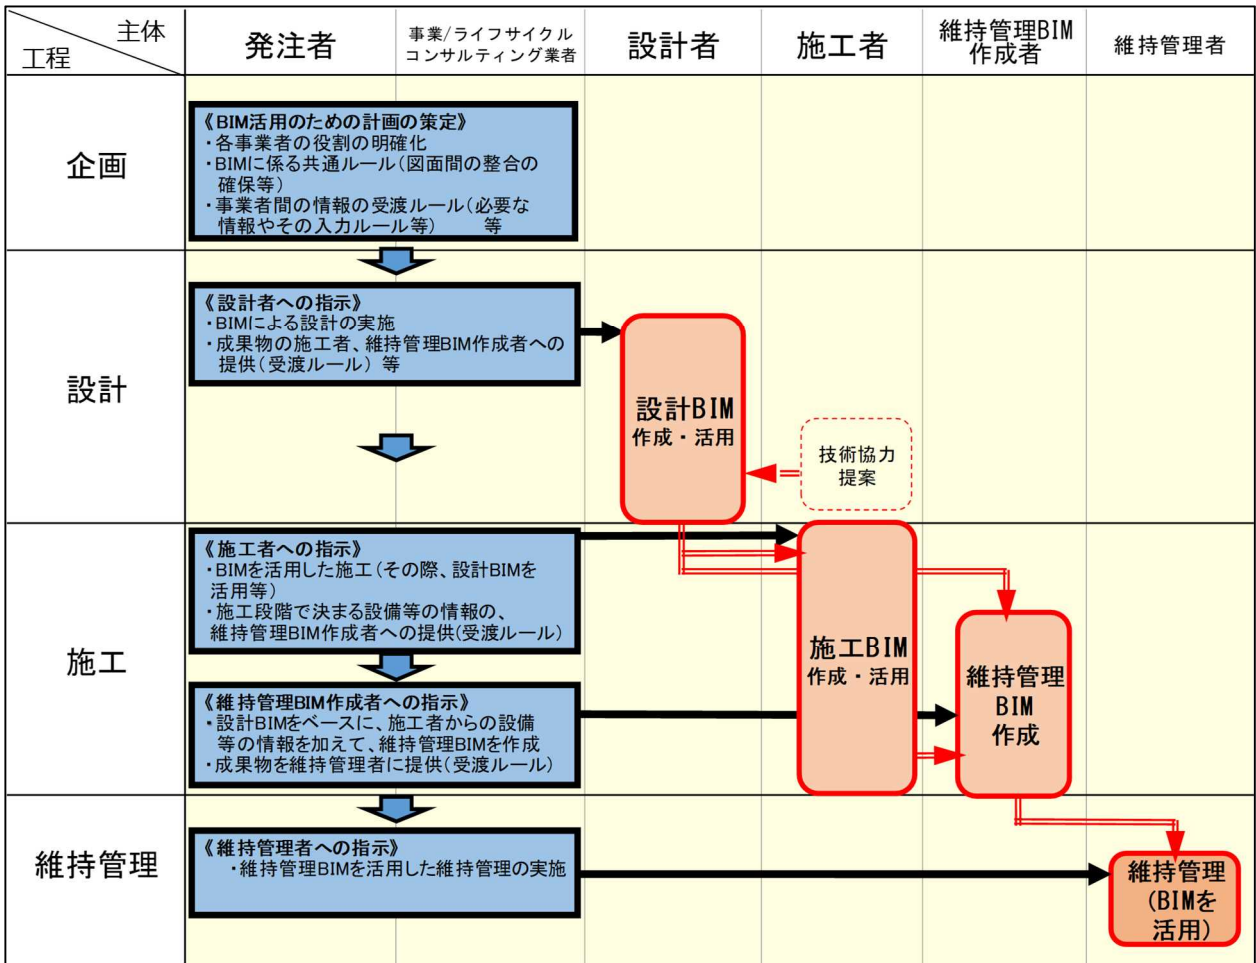 主体
工程
発注者
事業/ライフサイクル
コンサルティング業者
設計者
施工者
維持管理BIM
作成者
維持管理者
企画
《BIM活用のための計画の策定》
・各事業者の役割の明確化
・BIMに係る共通ルール(図面間の整合の
確保等)
・事業者間の情報の受渡ルール(必要な
情報やその入力ルール等) 等
設計
《設計者への指示》
・BIMによる設計の実施
・成果物の施工者、維持管理BIM作成者への
提供(受渡ルール) 等
設計BIM
作成・活用
技術協力
提案
施工
《施工者への指示》
・BIMを活用した施工(その際、設計BIMを
活用等)
・施工段階で決まる設備等の情報の、
維持管理BIM作成者への提供(受渡ルール)
《維持管理BIM作成者への指示》
・設計BIMをベースに、施工者からの設備
等の情報を加えて、維持管理BIMを作成
・成果物を維持管理者に提供(受渡ルール)
施工BIM
作成・活用
維持管理
BIM
作成
維持管理
《維持管理者への指示》
・維持管理BIMを活用した維持管理の実施
維持管理
(BIMを
活用)